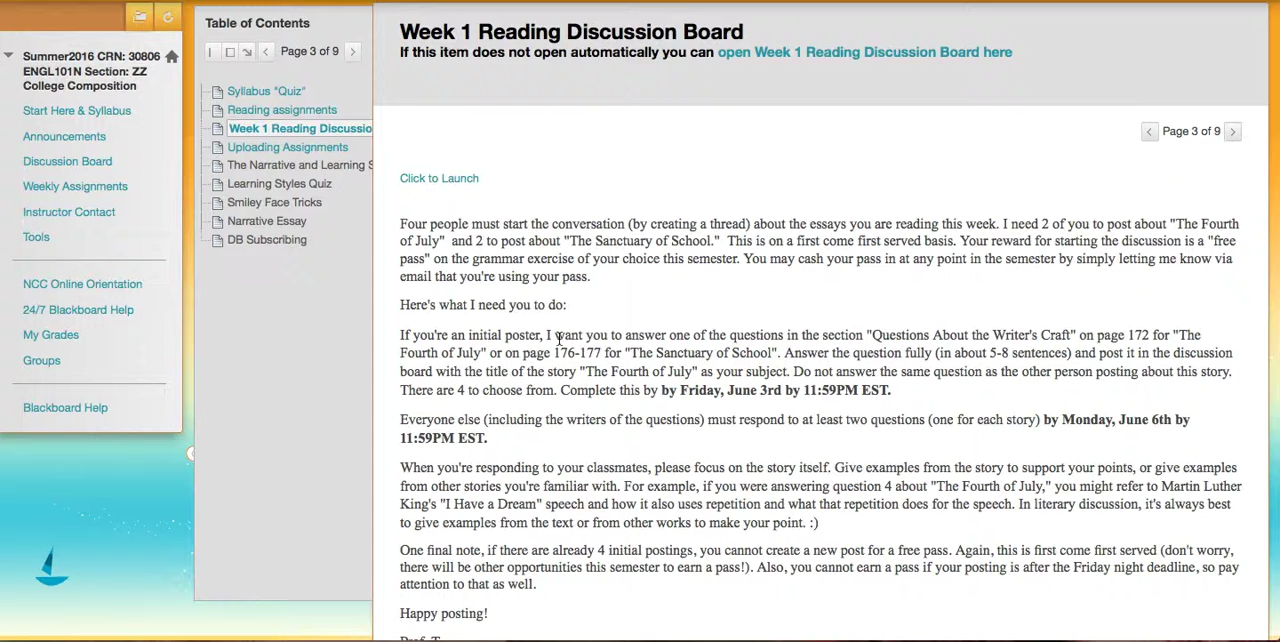 Summer2016 CRN: 30806
ENGL101N Section: ZZ
College Composition
Start Here & Syllabus
Announcements
Discussion Board
Weekly Assignments
Instructor Contact
Tools
NCC Online Orientation
24/7 Blackboard Help
My Grades
Groups
Blackboard Help
Table of Contents
Page 3 of 9
Syllabus "Quiz"
Reading assignments
Week 1 Reading Discussio
Uploading Assignments
The Narrative and Learning S
Learning Styles Quiz
Smiley Face Tricks
Narrative Essay
DB Subscribing
Week 1 Reading Discussion Board
If this item does not open automatically you can open Week 1 Reading Discussion Board here
Page 3 of 9
Click to Launch
Four people must start the conversation (by creating a thread) about the essays you are reading this week. I need 2 of you to post about "The Fourth
of July" and 2 to post about "The Sanctuary of School." This is on a first come first served basis. Your reward for starting the discussion is a "free
pass" on the grammar exercise of your choice this semester. You may cash your pass in at any point in the semester by simply letting me know via
email that you're using your pass.
Here's what I need you to do:
If you're an initial poster, I want you to answer one of the questions in the section "Questions About the Writer's Craft" on page 172 for "The
Fourth of July" or on page 176-177 for "The Sanctuary of School". Answer the question fully (in about 5-8 sentences) and post it in the discussion
board with the title of the story "The Fourth of July" as your subject. Do not answer the same question as the other person posting about this story.
There are 4 to choose from. Complete this by by Friday, June 3rd by 11:59PM EST.
Everyone else (including the writers of the questions) must respond to at least two questions (one for each story) by Monday, June 6th by
11:59PM EST.
When you're responding to your classmates, please focus on the story itself. Give examples from the story to support your points, or give examples
from other stories you're familiar with. For example, if you were answering question 4 about "The Fourth of July," you might refer to Martin Luther
King's "I Have a Dream" speech and how it also uses repetition and what that repetition does for the speech. In literary discussion, it's always best
to give examples from the text or from other works to make your point. :)
One final note, if there are already 4 initial postings, you cannot create a new post for a free pass. Again, this is first come first served (don't worry,
there will be other opportunities this semester to earn a pass!). Also, you cannot earn a pass if your posting is after the Friday night deadline, so pay
attention to that as well.
Happy posting!